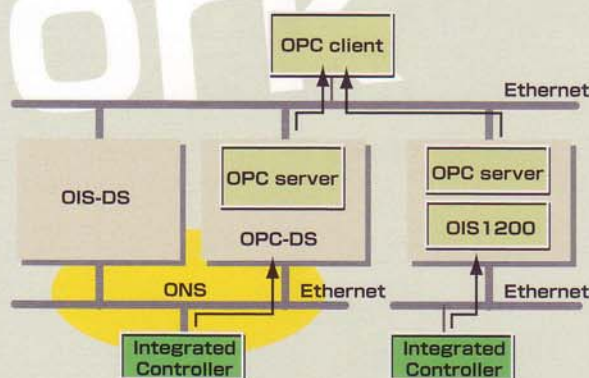 ork
OPC client
Ethernet
OPC server
OPC server
OIS-DS
OIS1200
OPC-DS
ONS
Ethernet
Ethernet
Integrated
Controller
Integrated
Controller